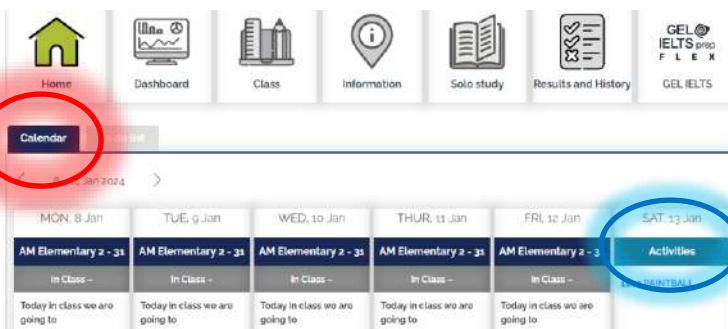 GEL
IELTS prep
F L E X
Home Dashboard Class Information Solo study Results and History GEL IELTS
Calendar list
Jan 2024
MON, 8 Jan TUE, 9 Jan WED, 10 Jan THUR, 11 Jan FRI, 12 Jan SAT, 13 Jan
AM Elementary 2 - 31 AM Elementary 2 - 31 AM Elementary 2 - 31 AM Elementary 2 - 31 AM Elementary 2 - 3 Activities
In Class – In Class – In Class – In Class – In Class – PAINTBALL
Today in class we are Today in class we are Today in class we are Today in class we are Today in class we are
going to going to going to going to going to